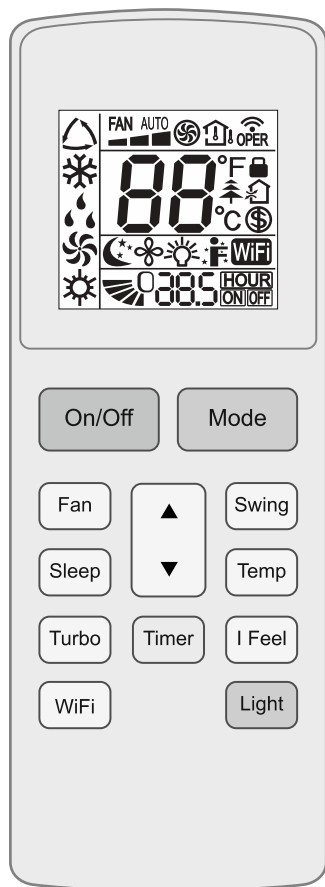 FAN AUTO
OPER
88 °F
°C $
WiFi
038.5 HOUR
ON OFF
On/Off Mode
Fan Swing
▲
▼
Sleep Temp
Turbo Timer I Feel
WiFi Light